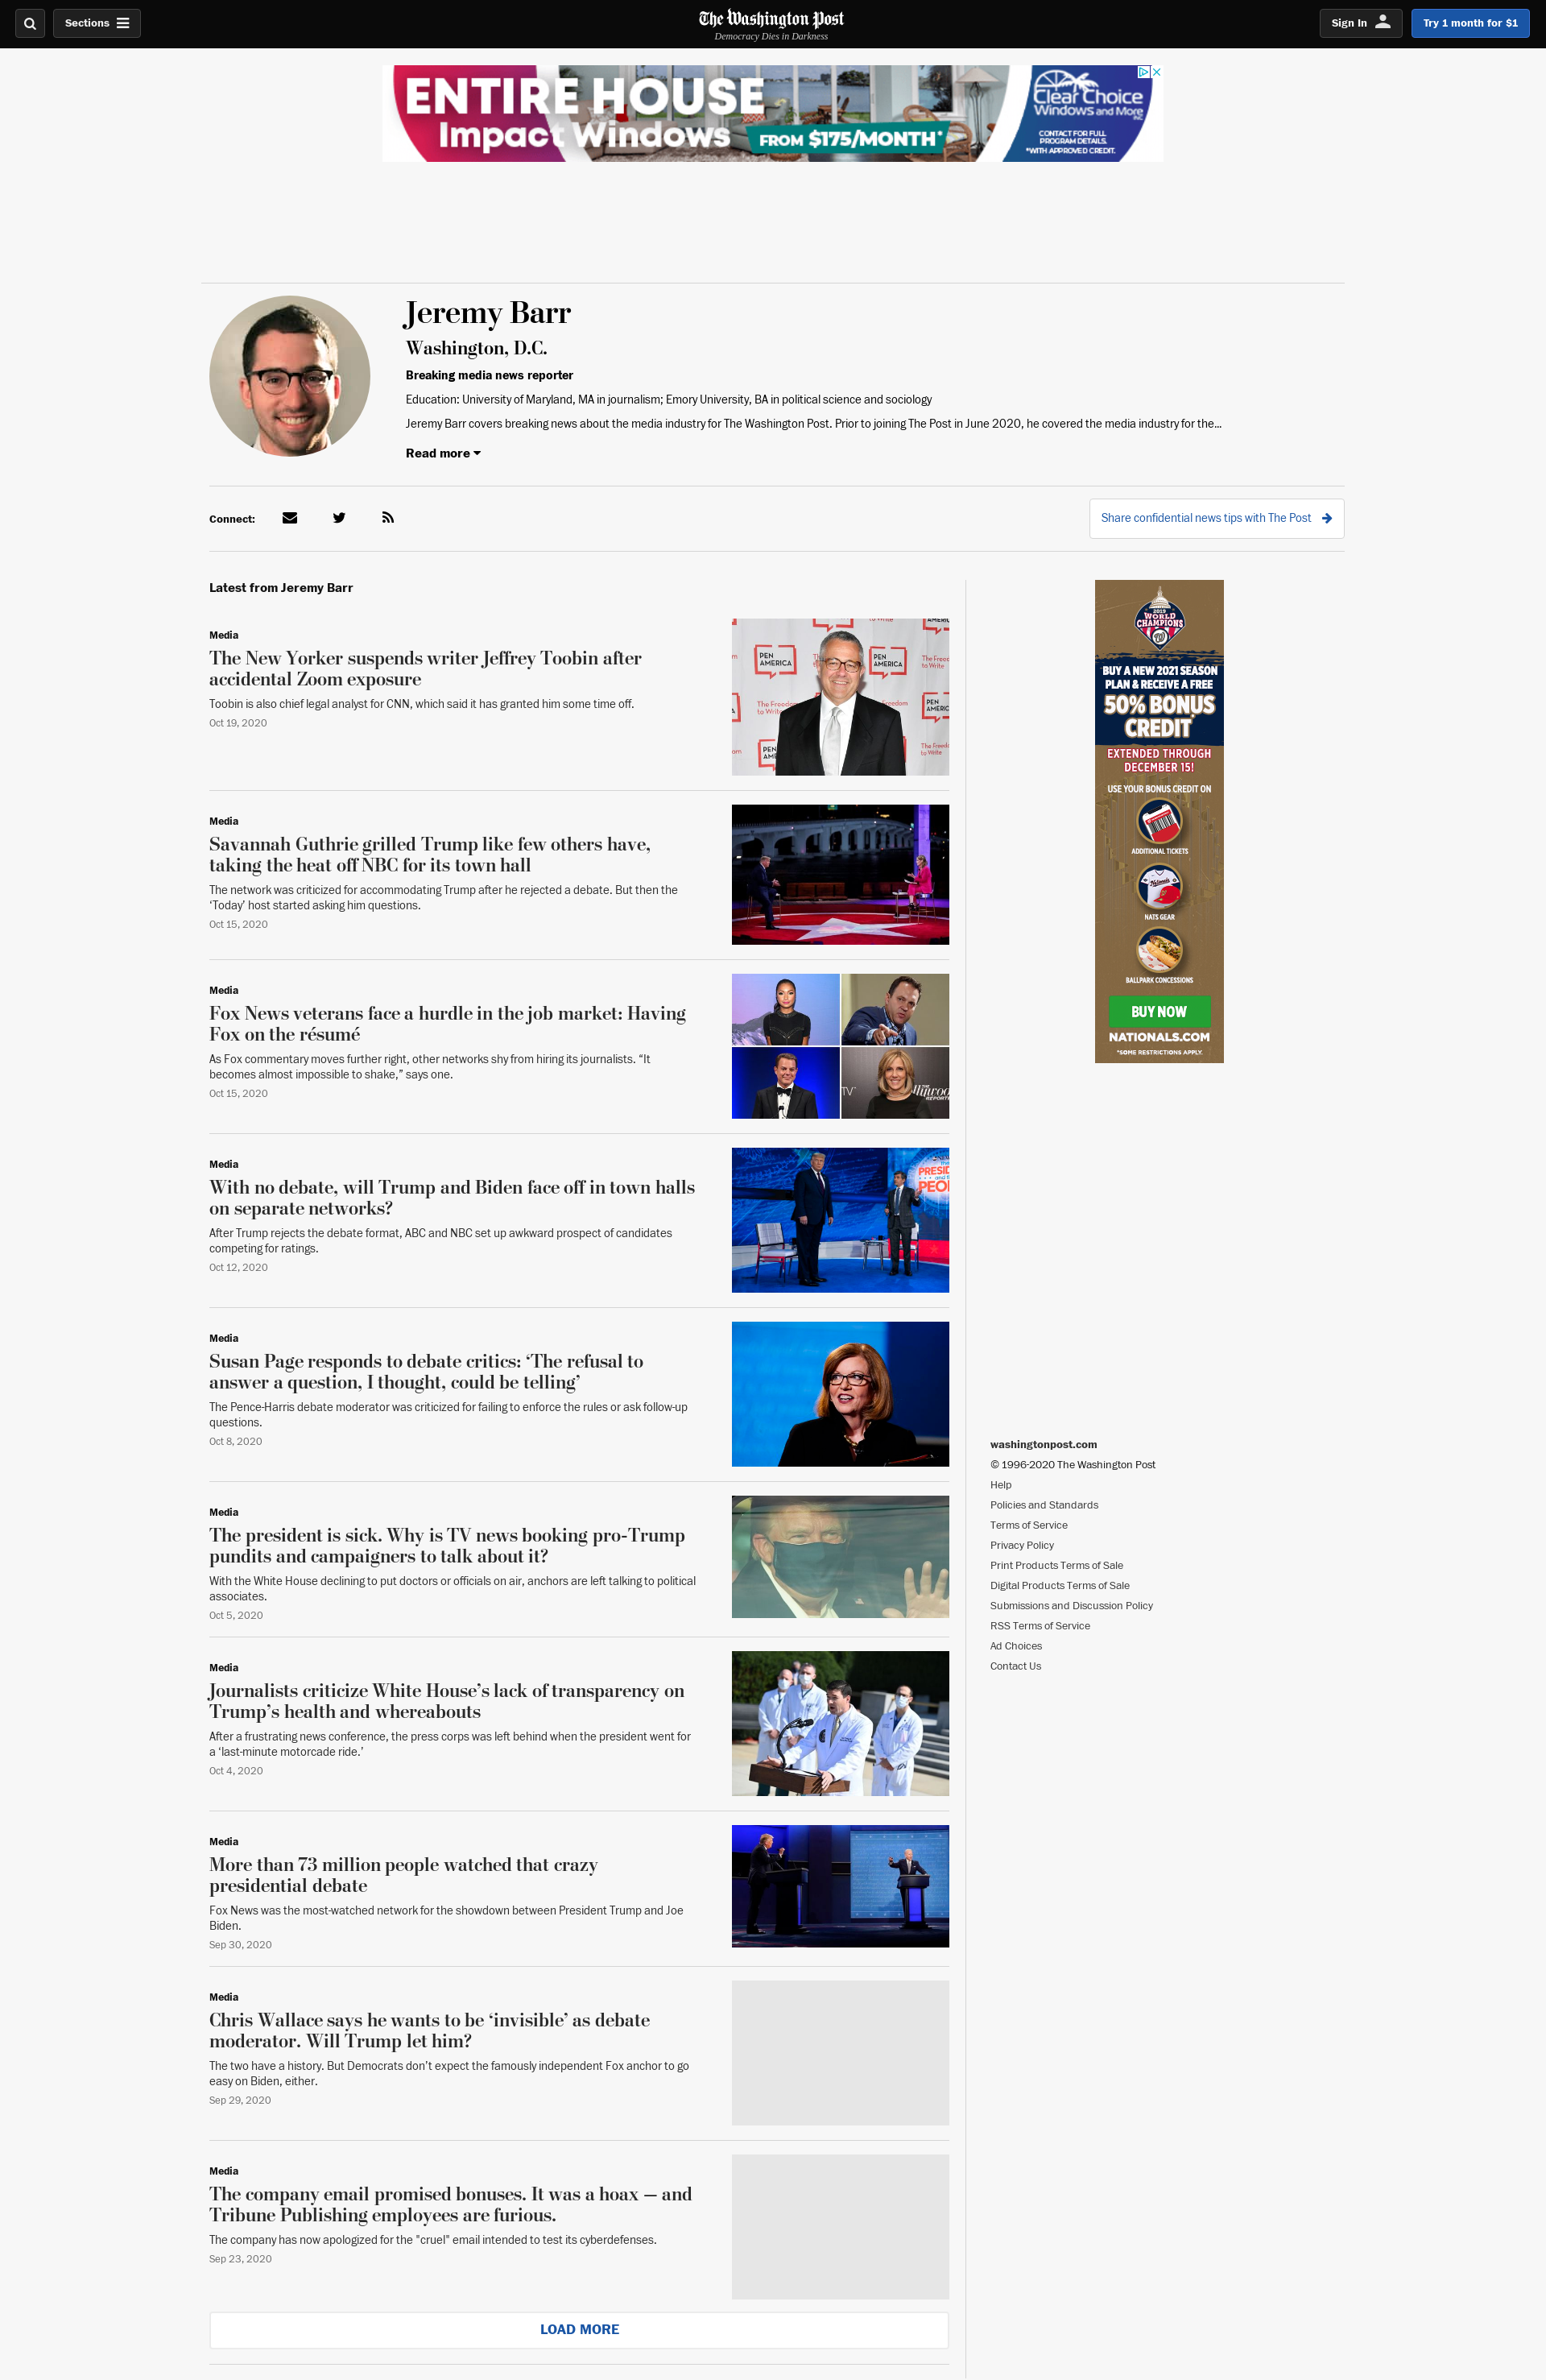 Sections
The Washington Post
Democracy Dies in Darkness
Sign In
Try 1 month for $1
ENTIRE HOUSE
Impact Windows
FROM $175/MONTH*
Clear Choice
Windows and More
INC.
CONTACT FOR FULL
PROGRAM DETAILS.
*WITH APPROVED CREDIT.
Jeremy Barr
Washington, D.C.
Breaking media news reporter
Education: University of Maryland, MA in journalism; Emory University, BA in political science and sociology
Jeremy Barr covers breaking news about the media industry for The Washington Post. Prior to joining The Post in June 2020, he covered the media industry for the...
Read more
Connect:
Share confidential news tips with The Post
Latest from Jeremy Barr
Media
The New Yorker suspends writer Jeffrey Toobin after
accidental Zoom exposure
Toobin is also chief legal analyst for CNN, which said it has granted him some time off.
Oct 19, 2020
PEN
AMERICA
The Freedom
to Write
Media
Savannah Guthrie grilled Trump like few others have,
taking the heat off NBC for its town hall
The network was criticized for accommodating Trump after he rejected a debate. But then the
‘Today’ host started asking him questions.
Oct 15, 2020
Media
Fox News veterans face a hurdle in the job market: Having
Fox on the résumé
As Fox commentary moves further right, other networks shy from hiring its journalists. “It
becomes almost impossible to shake,” says one.
Oct 15, 2020
Media
With no debate, will Trump and Biden face off in town halls
on separate networks?
After Trump rejects the debate format, ABC and NBC set up awkward prospect of candidates
competing for ratings.
Oct 12, 2020
Media
Susan Page responds to debate critics: ‘The refusal to
answer a question, I thought, could be telling’
The Pence-Harris debate moderator was criticized for failing to enforce the rules or ask follow-up
questions.
Oct 8, 2020
Media
The president is sick. Why is TV news booking pro-Trump
pundits and campaigners to talk about it?
With the White House declining to put doctors or officials on air, anchors are left talking to political
associates.
Oct 5, 2020
Media
Journalists criticize White House’s lack of transparency on
Trump’s health and whereabouts
After a frustrating news conference, the press corps was left behind when the president went for
a ‘last-minute motorcade ride.’
Oct 4, 2020
Media
More than 73 million people watched that crazy
presidential debate
Fox News was the most-watched network for the showdown between President Trump and Joe
Biden.
Sep 30, 2020
Media
Chris Wallace says he wants to be ‘invisible’ as debate
moderator. Will Trump let him?
The two have a history. But Democrats don’t expect the famously independent Fox anchor to go
easy on Biden, either.
Sep 29, 2020
Media
The company email promised bonuses. It was a hoax — and
Tribune Publishing employees are furious.
The company has now apologized for the "cruel" email intended to test its cyberdefenses.
Sep 23, 2020
LOAD MORE
2019
WORLD
CHAMPIONS
BUY A NEW 2021 SEASON
PLAN & RECEIVE A FREE
50% BONUS
CREDIT*
EXTENDED THROUGH
DECEMBER 15!
USE YOUR BONUS CREDIT ON
ADDITIONAL TICKETS
NATS GEAR
BALLPARK CONCESSIONS
BUY NOW
NATIONALS.COM
*SOME RESTRICTIONS APPLY.
washingtonpost.com
© 1996-2020 The Washington Post
Help
Policies and Standards
Terms of Service
Privacy Policy
Print Products Terms of Sale
Digital Products Terms of Sale
Submissions and Discussion Policy
RSS Terms of Service
Ad Choices
Contact Us